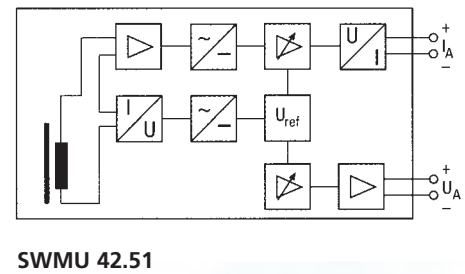 U
I
+
I_A
–
I
U
U_ref
+
U_A
–
SWMU 42.51